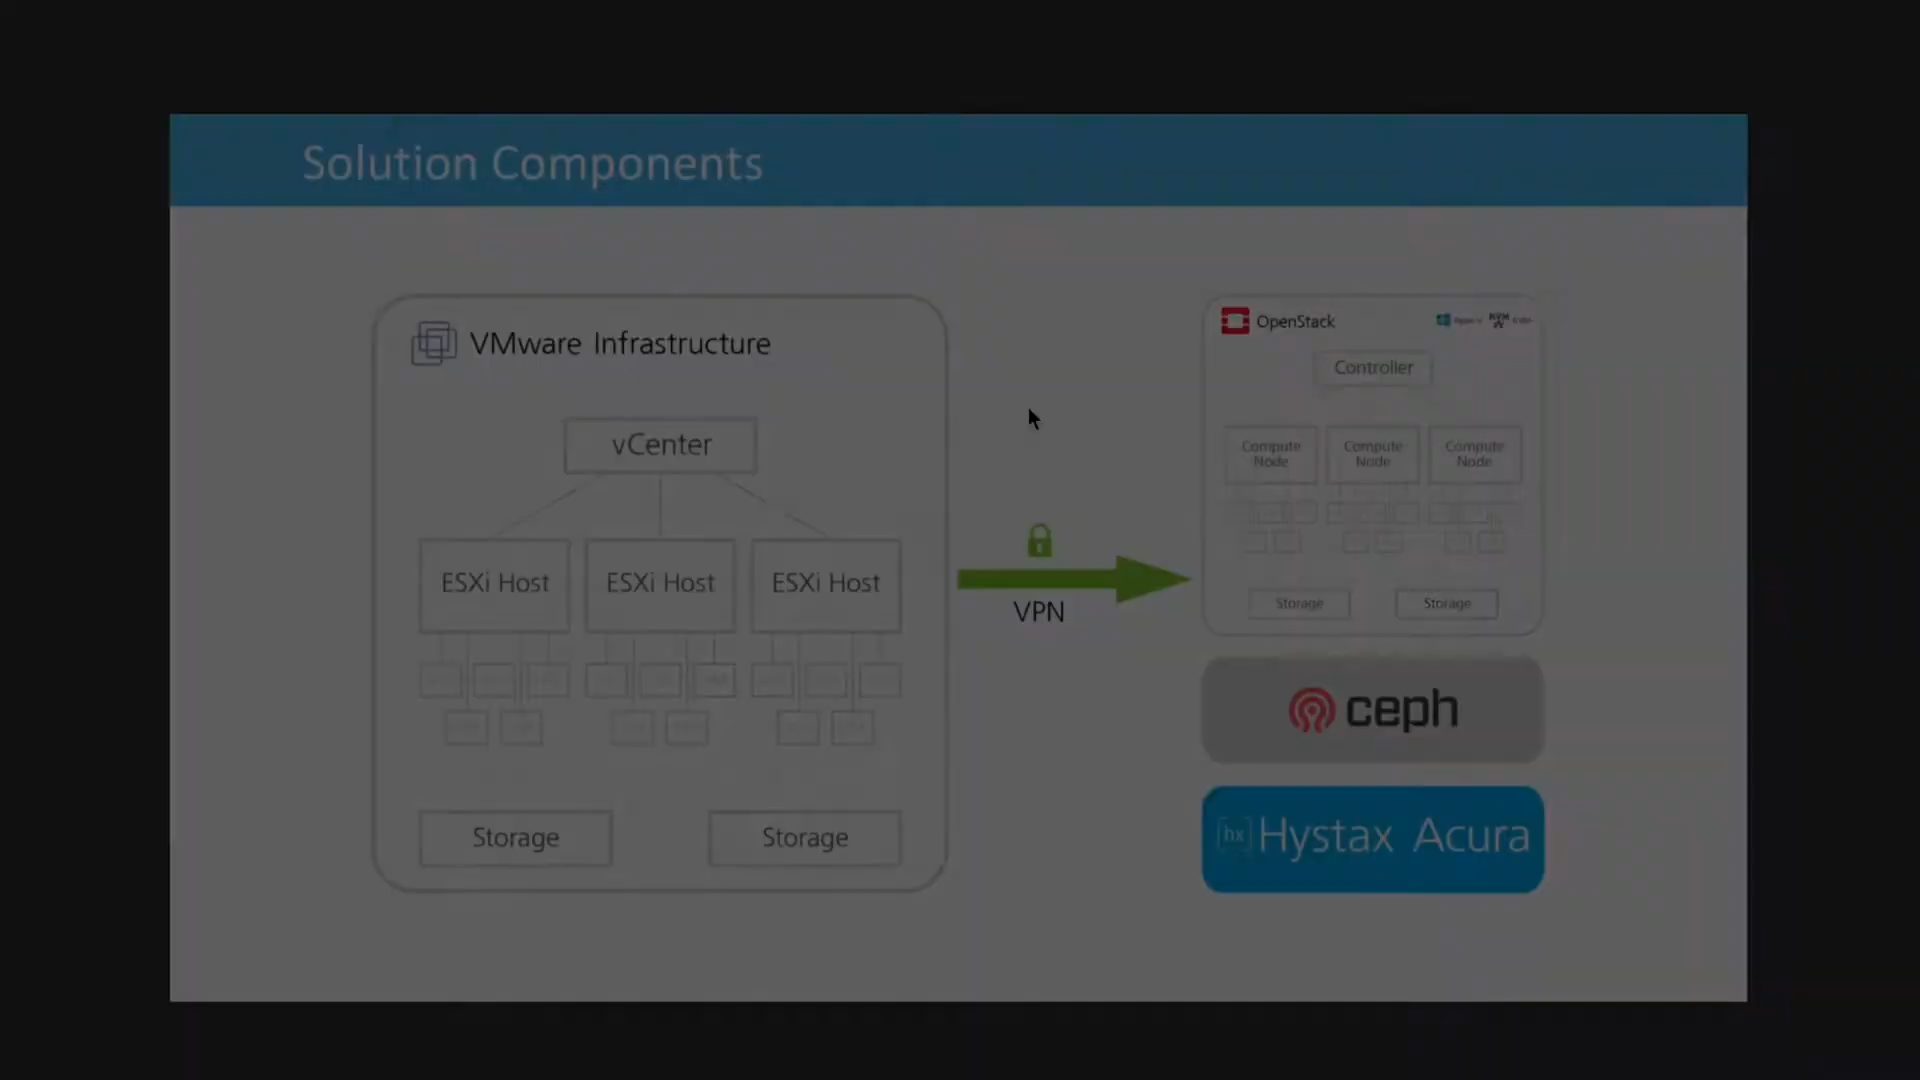 Solution Components
VMware Infrastructure
vCenter
ESXi Host
ESXi Host
ESXi Host
Storage
Storage
VPN
OpenStack
KVM
Controller
Compute
Node
Compute
Node
Compute
Node
Storage
Storage
ceph
hx
Hystax Acura